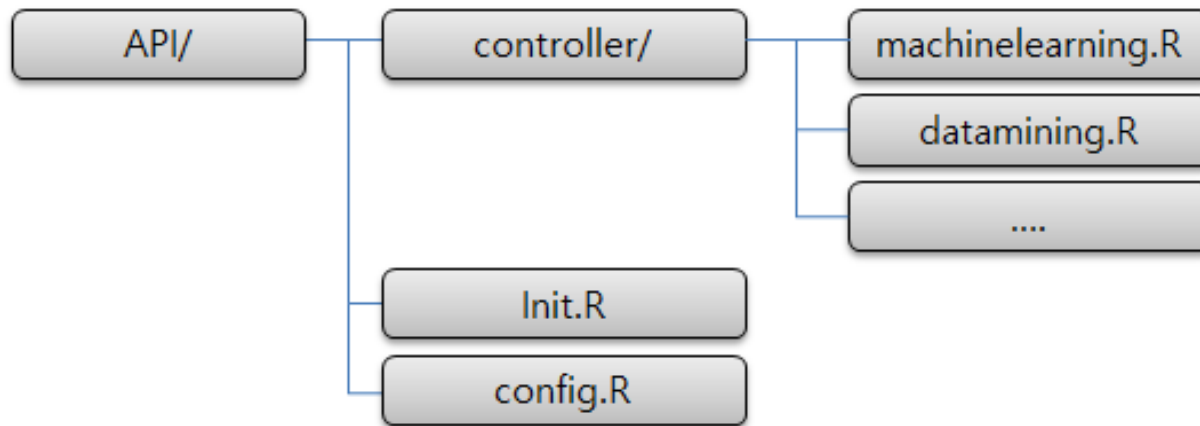 API/
controller/
machinelearning.R
datamining.R
....
Init.R
config.R